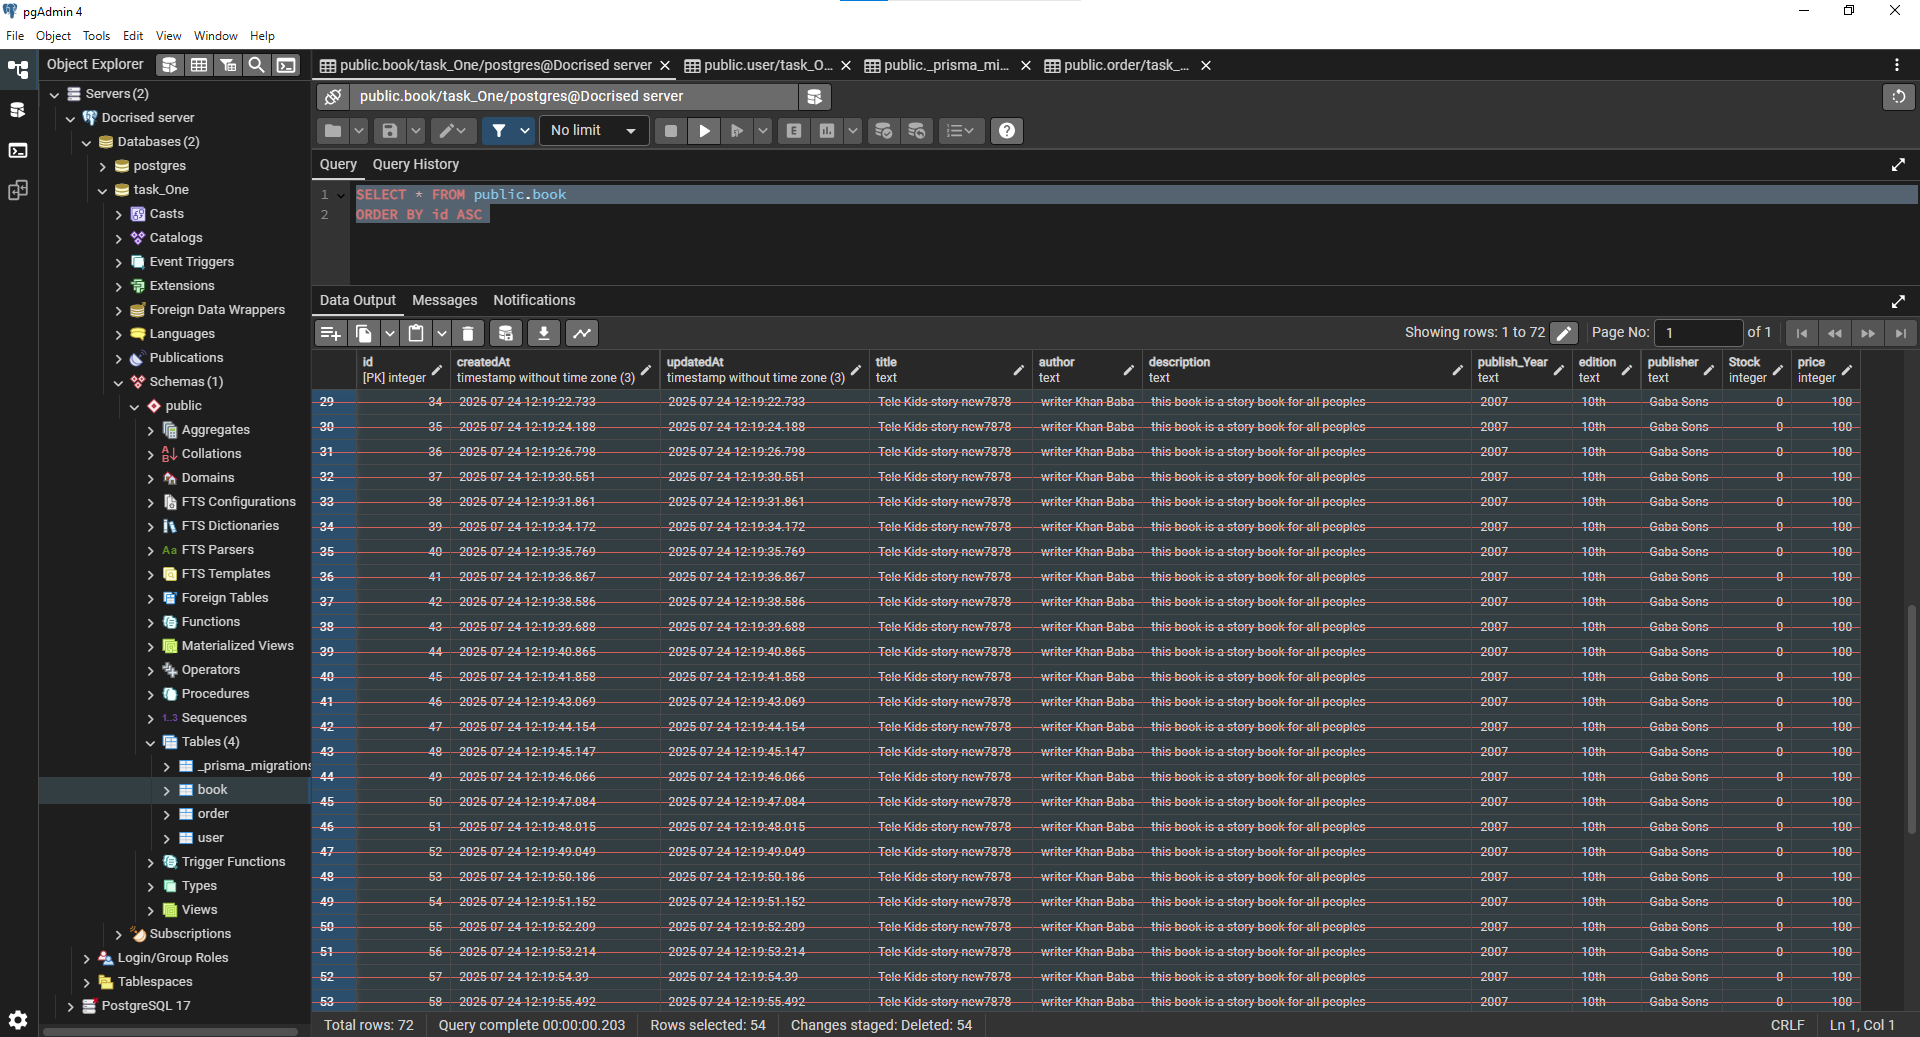 pgAdmin 4
File Object Tools Edit View Window Help
Object Explorer
Servers (2)
Docrised server
Databases (2)
postgres
task_One
Casts
Catalogs
Event Triggers
Extensions
Foreign Data Wrappers
Languages
Publications
Schemas (1)
public
Aggregates
Collations
Domains
FTS Configurations
FTS Dictionaries
Aa FTS Parsers
FTS Templates
Foreign Tables
Functions
Materialized Views
Operators
Procedures
1..3 Sequences
Tables (4)
_prisma_migrations
book
order
user
Trigger Functions
Types
Views
Subscriptions
Login/Group Roles
Tablespaces
PostgreSQL 17
public.book/task_One/postgres@Docrised server public.user/task_O... public._prisma_mi... public.order/task_...
public.book/task_One/postgres@Docrised server
No limit
Query Query History
1 SELECT * FROM public.book
2 ORDER BY id ASC
Data Output Messages Notifications
Showing rows: 1 to 72 Page No: 1 of 1
id createdAt updatedAt title author description publish_Year edition publisher Stock price
[PK] integer timestamp without time zone (3) timestamp without time zone (3) text text text text text text integer integer
29 34 2025 07 24 12:19:22.733 2025 07 24 12:19:22.733 Tele Kids story new7878 writer Khan Baba this book is a story book for all peoples 2007 10th Gaba Sons 0 100
30 35 2025 07 24 12:19:24.188 2025 07 24 12:19:24.188 Tele Kids story new7878 writer Khan Baba this book is a story book for all peoples 2007 10th Gaba Sons 0 100
31 36 2025 07 24 12:19:26.798 2025 07 24 12:19:26.798 Tele Kids story new7878 writer Khan Baba this book is a story book for all peoples 2007 10th Gaba Sons 0 100
32 37 2025 07 24 12:19:30.551 2025 07 24 12:19:30.551 Tele Kids story new7878 writer Khan Baba this book is a story book for all peoples 2007 10th Gaba Sons 0 100
33 38 2025 07 24 12:19:31.861 2025 07 24 12:19:31.861 Tele Kids story new7878 writer Khan Baba this book is a story book for all peoples 2007 10th Gaba Sons 0 100
34 39 2025 07 24 12:19:34.172 2025 07 24 12:19:34.172 Tele Kids story new7878 writer Khan Baba this book is a story book for all peoples 2007 10th Gaba Sons 0 100
35 40 2025 07 24 12:19:35.769 2025 07 24 12:19:35.769 Tele Kids story new7878 writer Khan Baba this book is a story book for all peoples 2007 10th Gaba Sons 0 100
36 41 2025 07 24 12:19:36.867 2025 07 24 12:19:36.867 Tele Kids story new7878 writer Khan Baba this book is a story book for all peoples 2007 10th Gaba Sons 0 100
37 42 2025 07 24 12:19:38.586 2025 07 24 12:19:38.586 Tele Kids story new7878 writer Khan Baba this book is a story book for all peoples 2007 10th Gaba Sons 0 100
38 43 2025 07 24 12:19:39.688 2025 07 24 12:19:39.688 Tele Kids story new7878 writer Khan Baba this book is a story book for all peoples 2007 10th Gaba Sons 0 100
39 44 2025 07 24 12:19:40.865 2025 07 24 12:19:40.865 Tele Kids story new7878 writer Khan Baba this book is a story book for all peoples 2007 10th Gaba Sons 0 100
40 45 2025 07 24 12:19:41.858 2025 07 24 12:19:41.858 Tele Kids story new7878 writer Khan Baba this book is a story book for all peoples 2007 10th Gaba Sons 0 100
41 46 2025 07 24 12:19:43.069 2025 07 24 12:19:43.069 Tele Kids story new7878 writer Khan Baba this book is a story book for all peoples 2007 10th Gaba Sons 0 100
42 47 2025 07 24 12:19:44.154 2025 07 24 12:19:44.154 Tele Kids story new7878 writer Khan Baba this book is a story book for all peoples 2007 10th Gaba Sons 0 100
43 48 2025 07 24 12:19:45.147 2025 07 24 12:19:45.147 Tele Kids story new7878 writer Khan Baba this book is a story book for all peoples 2007 10th Gaba Sons 0 100
44 49 2025 07 24 12:19:46.066 2025 07 24 12:19:46.066 Tele Kids story new7878 writer Khan Baba this book is a story book for all peoples 2007 10th Gaba Sons 0 100
45 50 2025 07 24 12:19:47.084 2025 07 24 12:19:47.084 Tele Kids story new7878 writer Khan Baba this book is a story book for all peoples 2007 10th Gaba Sons 0 100
46 51 2025 07 24 12:19:48.015 2025 07 24 12:19:48.015 Tele Kids story new7878 writer Khan Baba this book is a story book for all peoples 2007 10th Gaba Sons 0 100
47 52 2025 07 24 12:19:49.049 2025 07 24 12:19:49.049 Tele Kids story new7878 writer Khan Baba this book is a story book for all peoples 2007 10th Gaba Sons 0 100
48 53 2025 07 24 12:19:50.186 2025 07 24 12:19:50.186 Tele Kids story new7878 writer Khan Baba this book is a story book for all peoples 2007 10th Gaba Sons 0 100
49 54 2025 07 24 12:19:51.152 2025 07 24 12:19:51.152 Tele Kids story new7878 writer Khan Baba this book is a story book for all peoples 2007 10th Gaba Sons 0 100
50 55 2025 07 24 12:19:52.209 2025 07 24 12:19:52.209 Tele Kids story new7878 writer Khan Baba this book is a story book for all peoples 2007 10th Gaba Sons 0 100
51 56 2025 07 24 12:19:53.214 2025 07 24 12:19:53.214 Tele Kids story new7878 writer Khan Baba this book is a story book for all peoples 2007 10th Gaba Sons 0 100
52 57 2025 07 24 12:19:54.39 2025 07 24 12:19:54.39 Tele Kids story new7878 writer Khan Baba this book is a story book for all peoples 2007 10th Gaba Sons 0 100
53 58 2025 07 24 12:19:55.492 2025 07 24 12:19:55.492 Tele Kids story new7878 writer Khan Baba this book is a story book for all peoples 2007 10th Gaba Sons 0 100
Total rows: 72 Query complete 00:00:00.203 Rows selected: 54 Changes staged: Deleted: 54 CRLF Ln 1, Col 1